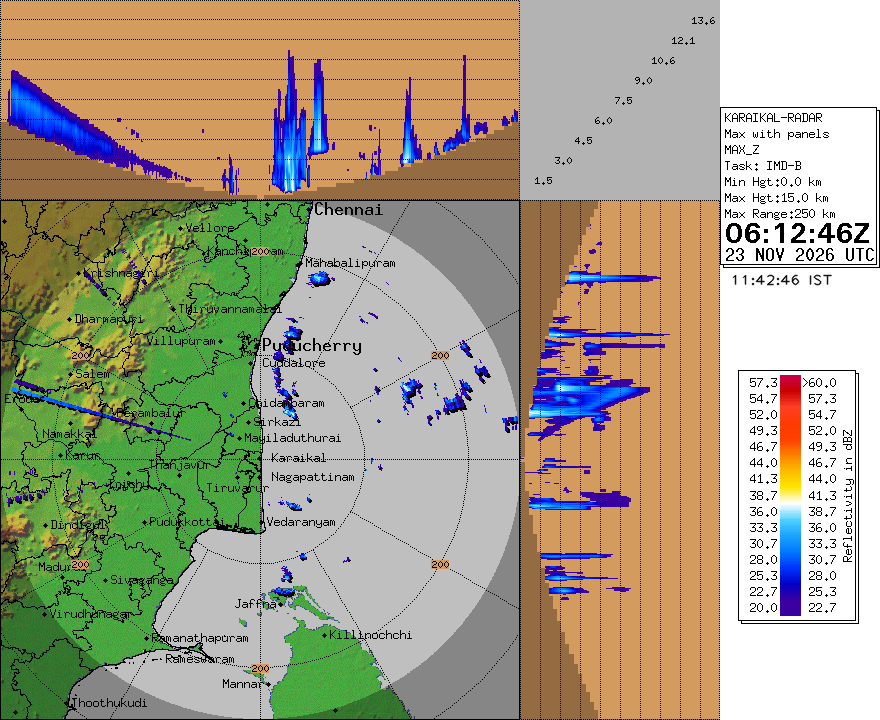 13.6
12.1
10.6
9.0
7.5
6.0
4.5
3.0
1.5
KARAIKAL-RADAR
Max with panels
MAX_Z
Task: IMD-B
Min Hgt:0.0 km
Max Hgt:15.0 km
Max Range:250 km
06:12:46Z
23 NOV 2026 UTC
11:42:46 IST
Chennai
Vellore
200
Mahabalipuram
Krishnagiri
Thiruvannamalai
Dharmapuri
Villupuram
Puducherry
200
200
Cuddalore
Salem
Erode
Chidambaram
Perambalur
Sirkazi
Namakkal
Mayiladuthurai
Karur
Karaikal
Thanjavur
Nagapattinam
Tiruvarur
Dindigul
Pudukkottai
Vedaranyam
200
200
Madurai
Sivaganga
Jaffna
Virudhunagar
Ramanathapuram
Killinochchi
Rameswaram
200
Mannar
Thoothukudi
57.3 >60.0
54.7 57.3
52.0 54.7
49.3 52.0
46.7 49.3
44.0 46.7
41.3 44.0
38.7 41.3
36.0 38.7
33.3 36.0
30.7 33.3
28.0 30.7
25.3 28.0
22.7 25.3
20.0 22.7
Reflectivity in dBZ